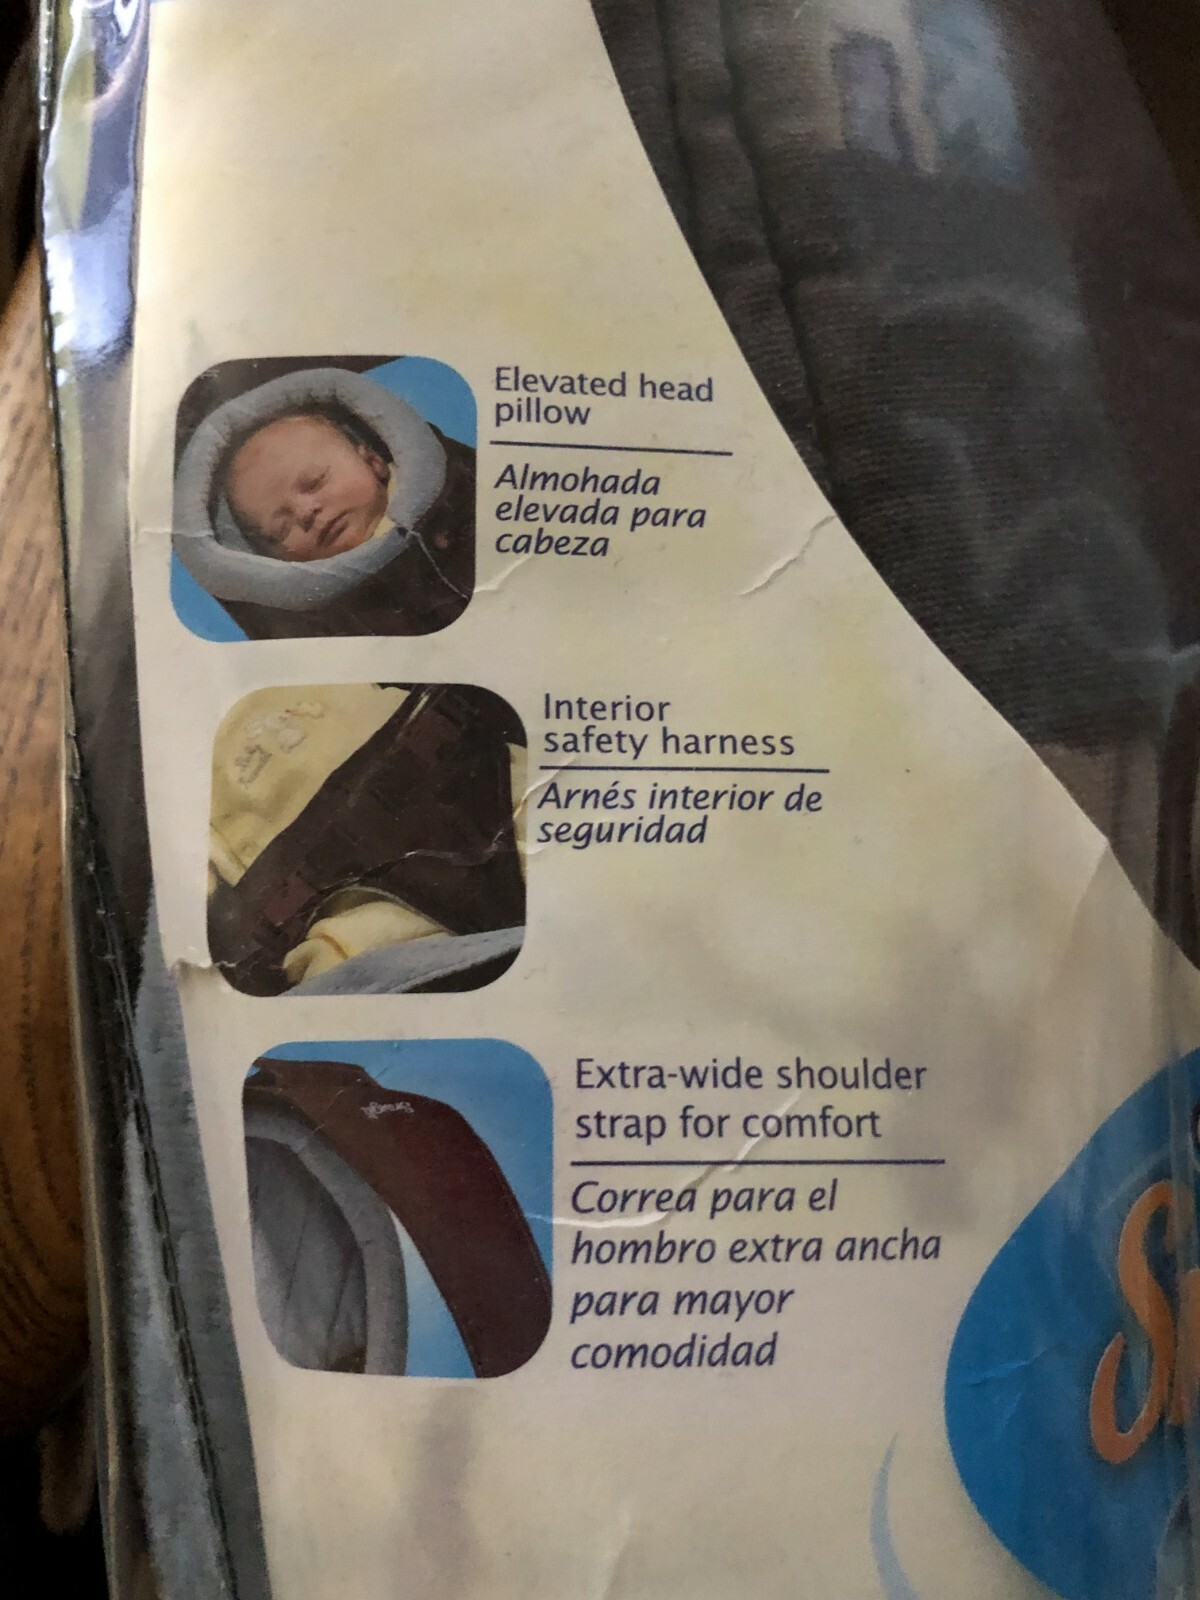 Elevated head
pillow
Almohada
elevada para
cabeza
Interior
safety harness
Arnés interior de
seguridad
Extra-wide shoulder
strap for comfort
Correa para el
hombro extra ancha
para mayor
comodidad